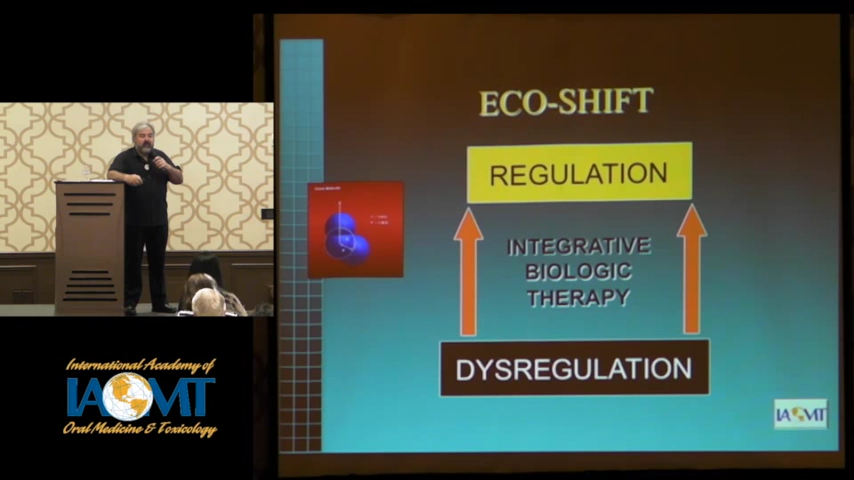 ECO-SHIFT
REGULATION
INTEGRATIVE
BIOLOGIC
THERAPY
DYSREGULATION
IAOMT
International Academy of
IAOMT
Oral Medicine & Toxicology